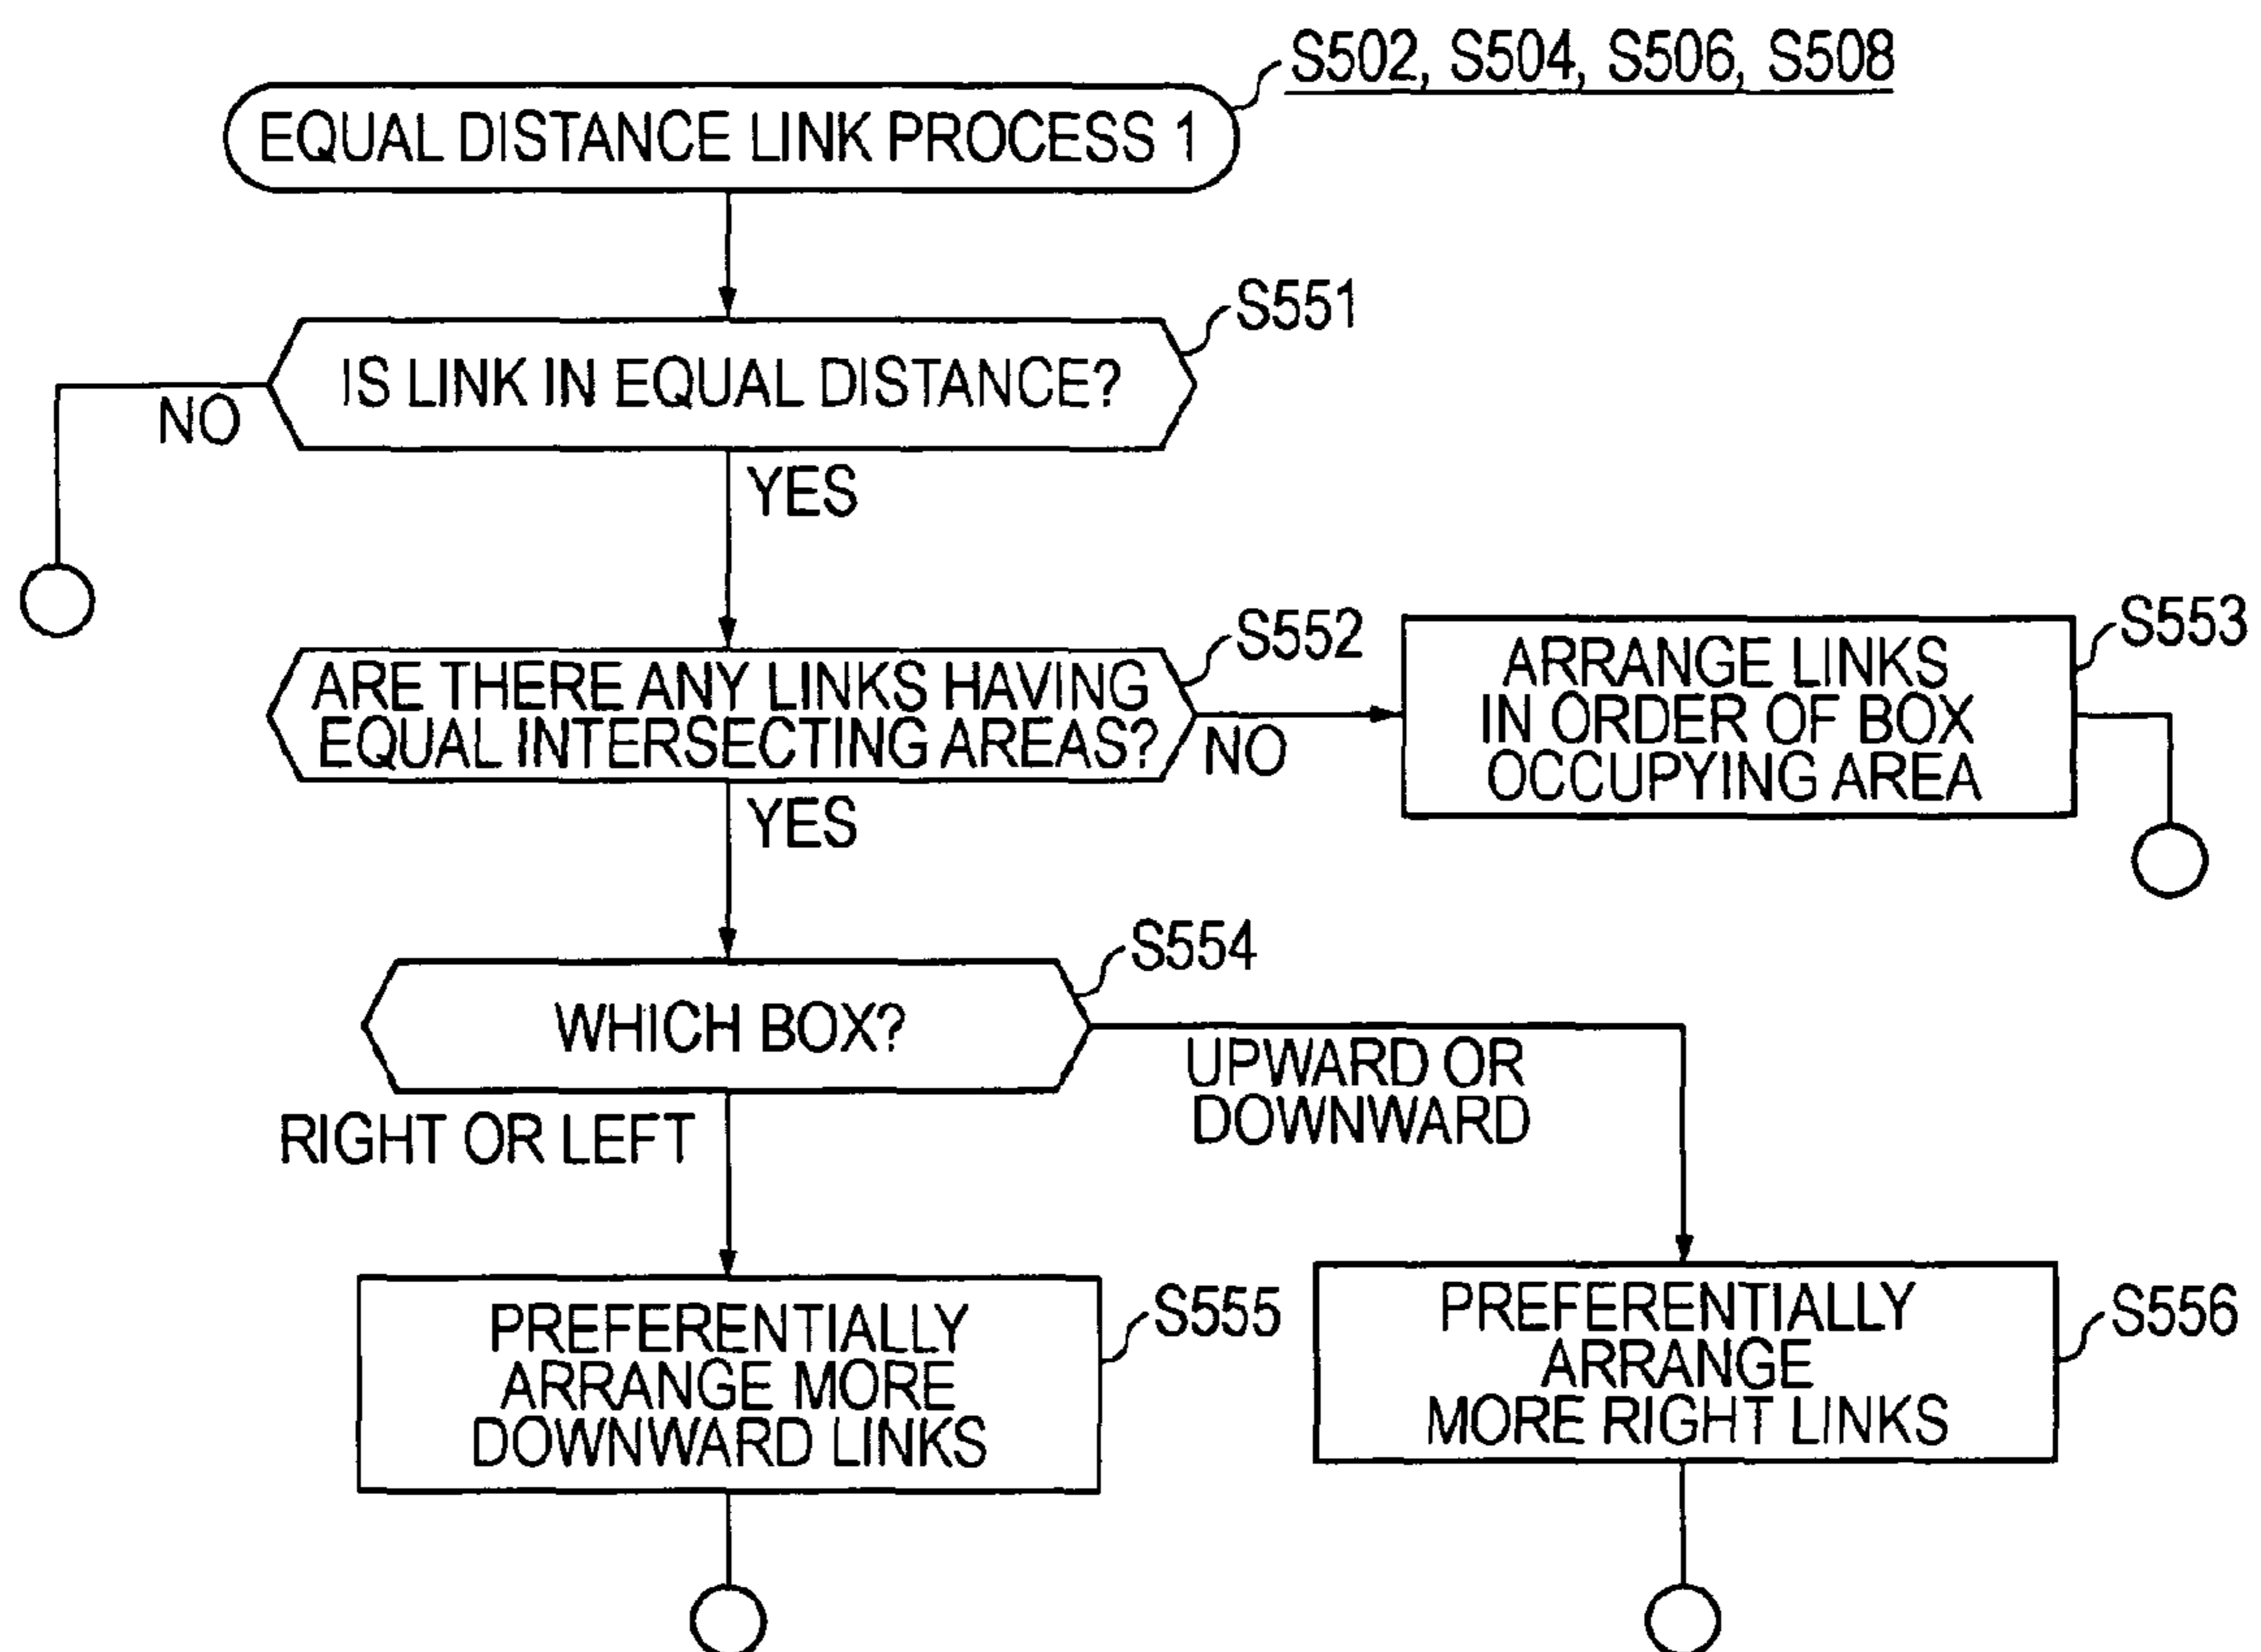 S502, S504, S506, S508
EQUAL DISTANCE LINK PROCESS 1
S551
IS LINK IN EQUAL DISTANCE?
NO
YES
S552
ARE THERE ANY LINKS HAVING
EQUAL INTERSECTING AREAS?
NO
S553
ARRANGE LINKS
IN ORDER OF BOX
OCCUPYING AREA
YES
S554
WHICH BOX?
UPWARD OR
DOWNWARD
RIGHT OR LEFT
S555
PREFERENTIALLY
ARRANGE MORE
DOWNWARD LINKS
S556
PREFERENTIALLY
ARRANGE
MORE RIGHT LINKS